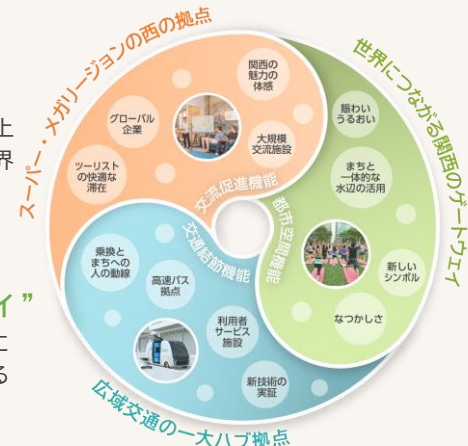 スーパー・メガリージョンの西の拠点
世界につながる関西のゲートウェイ
上
界
ィ”
に
る
関西の
魅力の
体感
グローバル
企業
大規模
交流施設
ツーリスト
の快適な
滞在
交流促進機能
賑わい
うるおい
まちと
一体的な
水辺の活用
都市空間機能
新しい
シンボル
なつかしさ
交通結節機能
乗換と
まちへの
人の動線
高速バス
拠点
利用者
サービス
施設
新技術の
実証
広域交通の一大ハブ拠点